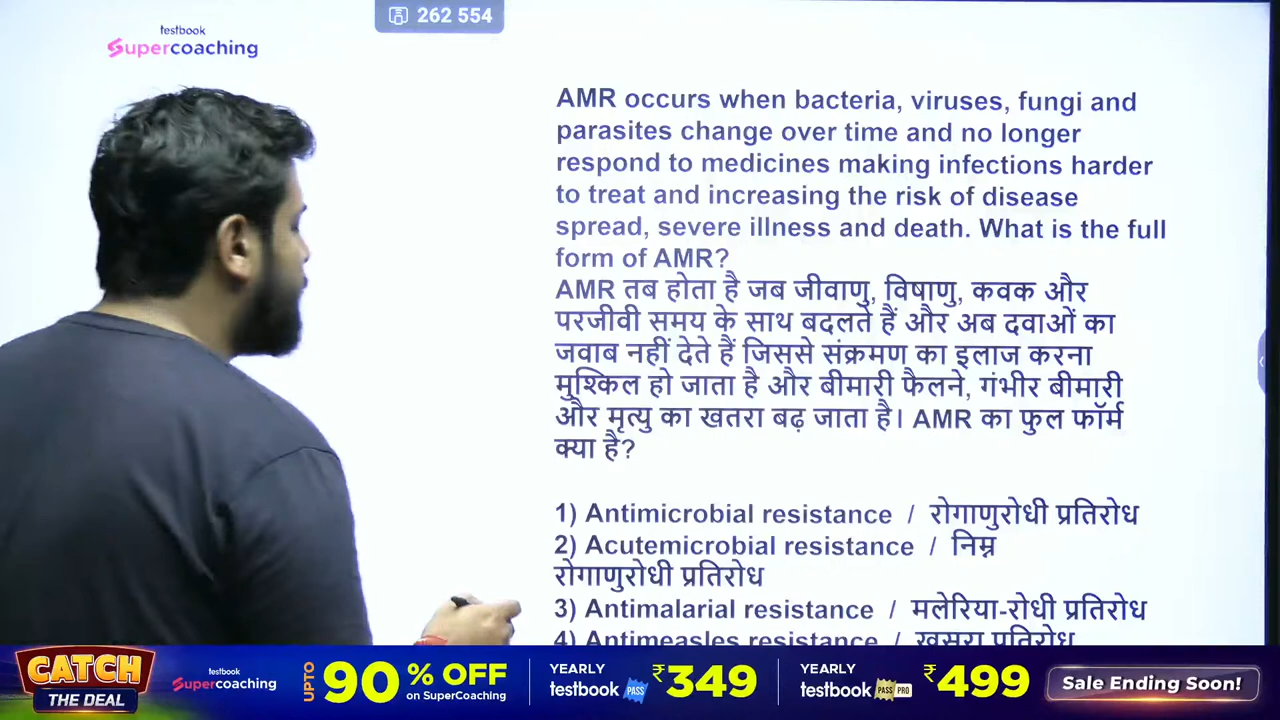 262 554
testbook
Supercoaching
AMR occurs when bacteria, viruses, fungi and
parasites change over time and no longer
respond to medicines making infections harder
to treat and increasing the risk of disease
spread, severe illness and death. What is the full
form of AMR?
AMR तब होता है जब जीवाणु, विषाणु, कवक और
परजीवी समय के साथ बदलते हैं और अब दवाओं का
जवाब नहीं देते हैं जिससे संक्रमण का इलाज करना
मुश्किल हो जाता है और बीमारी फैलने, गंभीर बीमारी
और मृत्यु का खतरा बढ़ जाता है। AMR का फुल फॉर्म
क्या है?
1) Antimicrobial resistance / रोगाणुरोधी प्रतिरोध
2) Acutemicrobial resistance / निम्न
रोगाणुरोधी प्रतिरोध
3) Antimalarial resistance / मलेरिया-रोधी प्रतिरोध
4) Antimeasles resistance / खसरा प्रतिरोध
CATCH
THE DEAL
testbook
Supercoaching
UPTO
90% OFF
on SuperCoaching
YEARLY
testbook PASS
₹349
YEARLY
testbook PASS PRO
₹499
Sale Ending Soon!